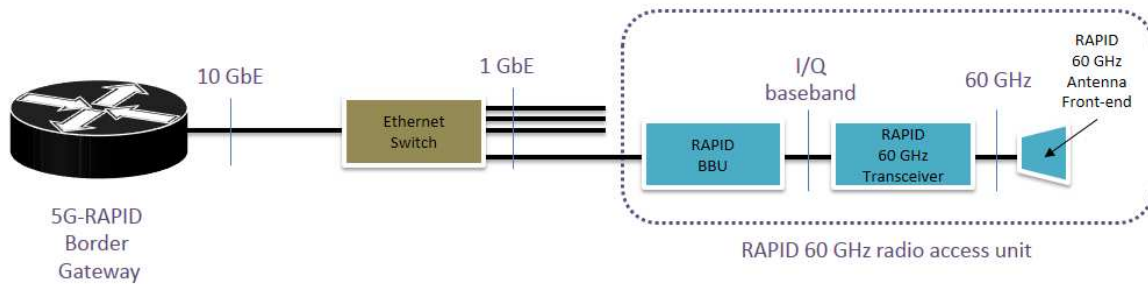 10 GbE
1 GbE
I/Q
baseband
60 GHz
RAPID
60 GHz
Antenna
Front-end
Ethernet
Switch
RAPID
BBU
RAPID
60 GHz
Transceiver
5G-RAPID
Border
Gateway
RAPID 60 GHz radio access unit